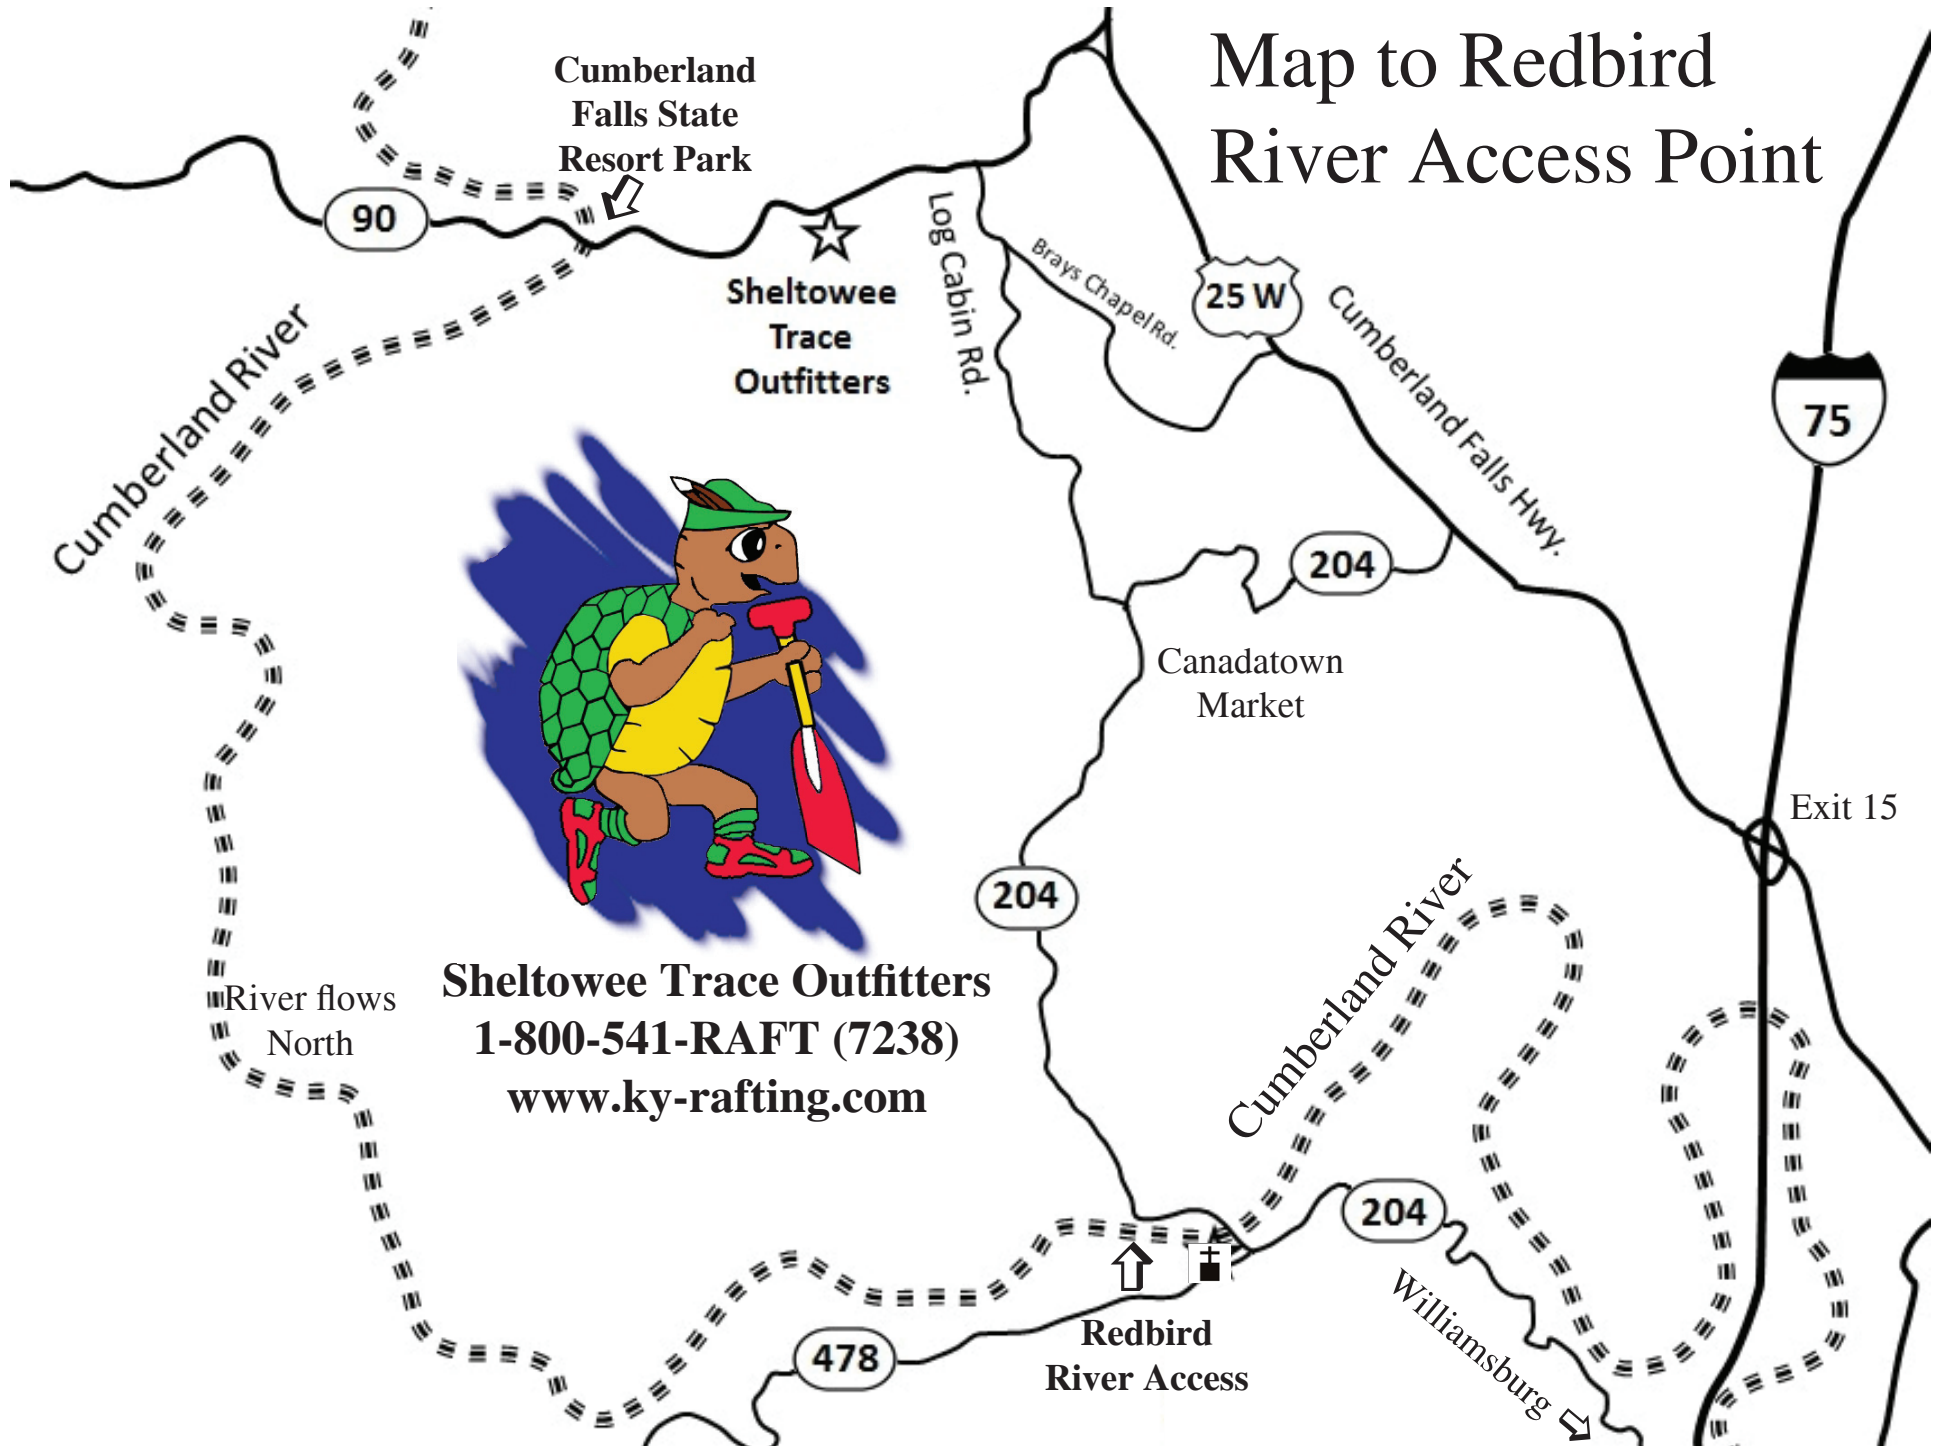 Map to Redbird
River Access Point
Cumberland
Falls State
Resort Park
90
Sheltowee
Trace
Outfitters
Log Cabin Rd.
Brays Chapel Rd.
25 W
Cumberland Falls Hwy.
75
Cumberland River
204
Canadatown
Market
Exit 15
204
Cumberland River
Sheltowee Trace Outfitters
1-800-541-RAFT (7238)
www.ky-rafting.com
River flows
North
204
Williamsburg
Redbird
River Access
478